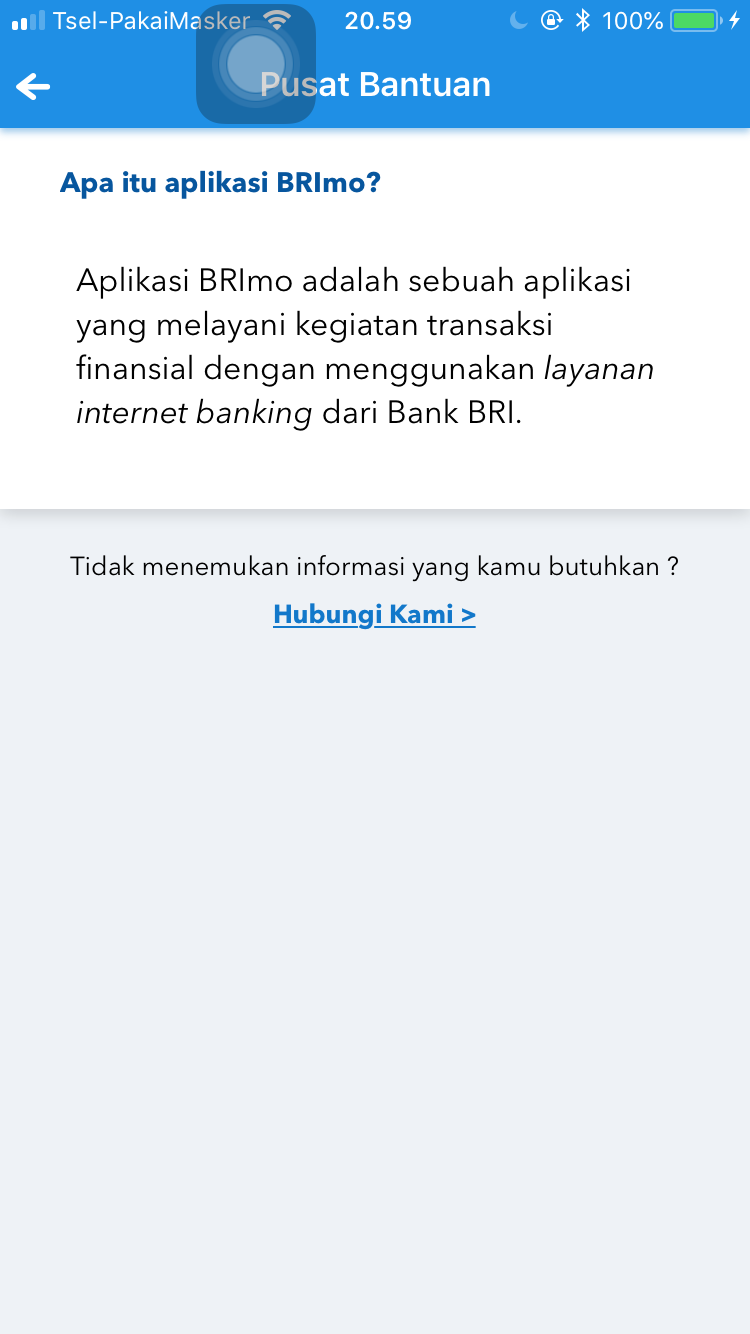 Tsel-PakaiMasker 20.59 100%
Pusat Bantuan
Apa itu aplikasi BRImo?
Aplikasi BRImo adalah sebuah aplikasi
yang melayani kegiatan transaksi
finansial dengan menggunakan layanan
internet banking dari Bank BRI.
Tidak menemukan informasi yang kamu butuhkan ?
Hubungi Kami >